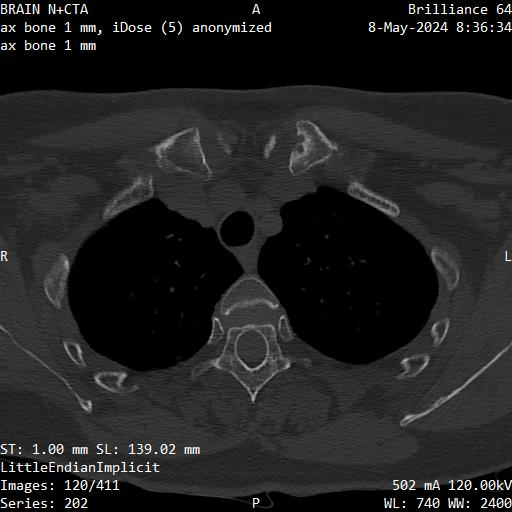 BRAIN N+CTA
A
Brilliance 64
ax bone 1 mm, iDose (5) anonymized
8-May-2024 8:36:34
ax bone 1 mm
R
L
ST: 1.00 mm SL: 139.02 mm
LittleEndianImplicit
Images: 120/411
502 mA 120.00kV
Series: 202
P
WL: 740 WW: 2400